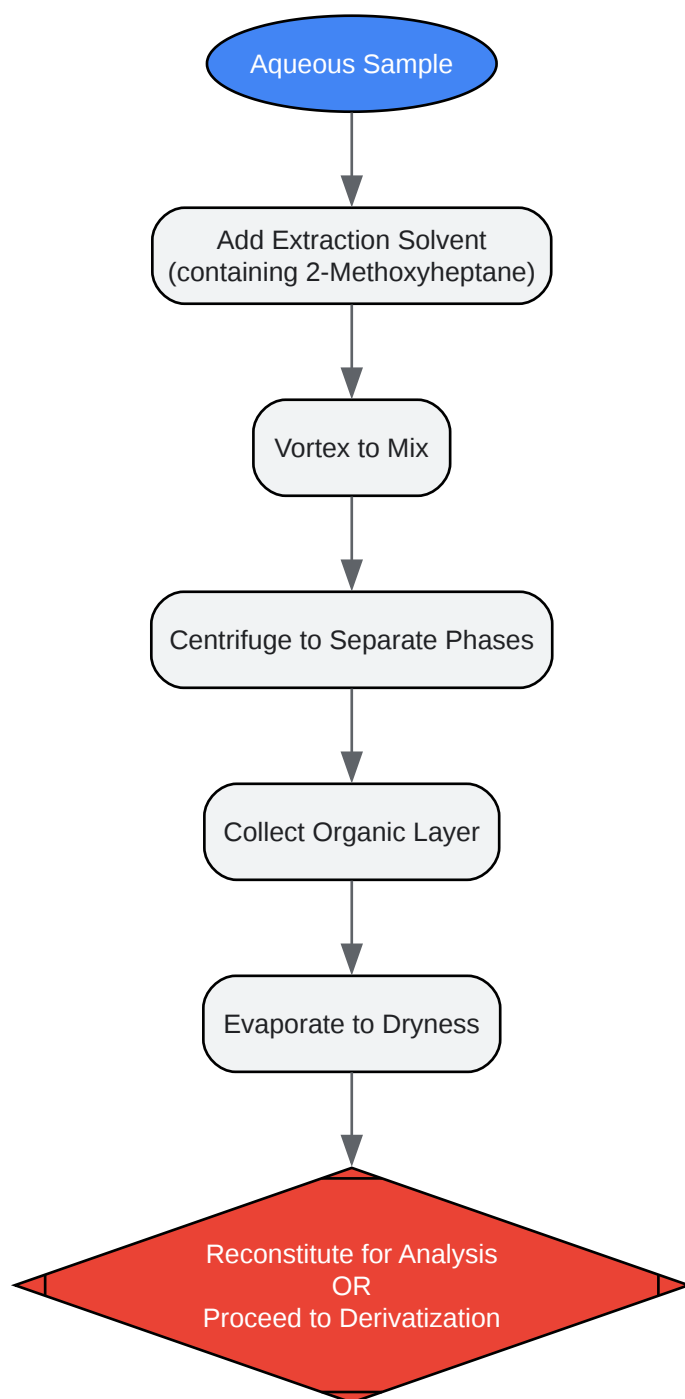 Aqueous Sample
Add Extraction Solvent
(containing 2-Methoxyheptane)
Vortex to Mix
Centrifuge to Separate Phases
Collect Organic Layer
Evaporate to Dryness
Reconstitute for Analysis
OR
Proceed to Derivatization